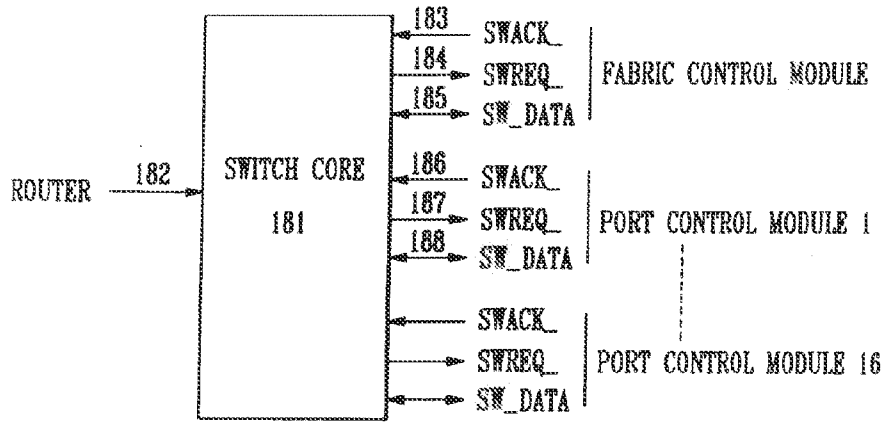 183 SWACK_
184 SWREQ_ FABRIC CONTROL MODULE
185 SW_DATA
ROUTER 182 SWITCH CORE
181
186 SWACK_
187 SWREQ_ PORT CONTROL MODULE 1
188 SW_DATA
SWACK_
SWREQ_ PORT CONTROL MODULE 16
SW_DATA